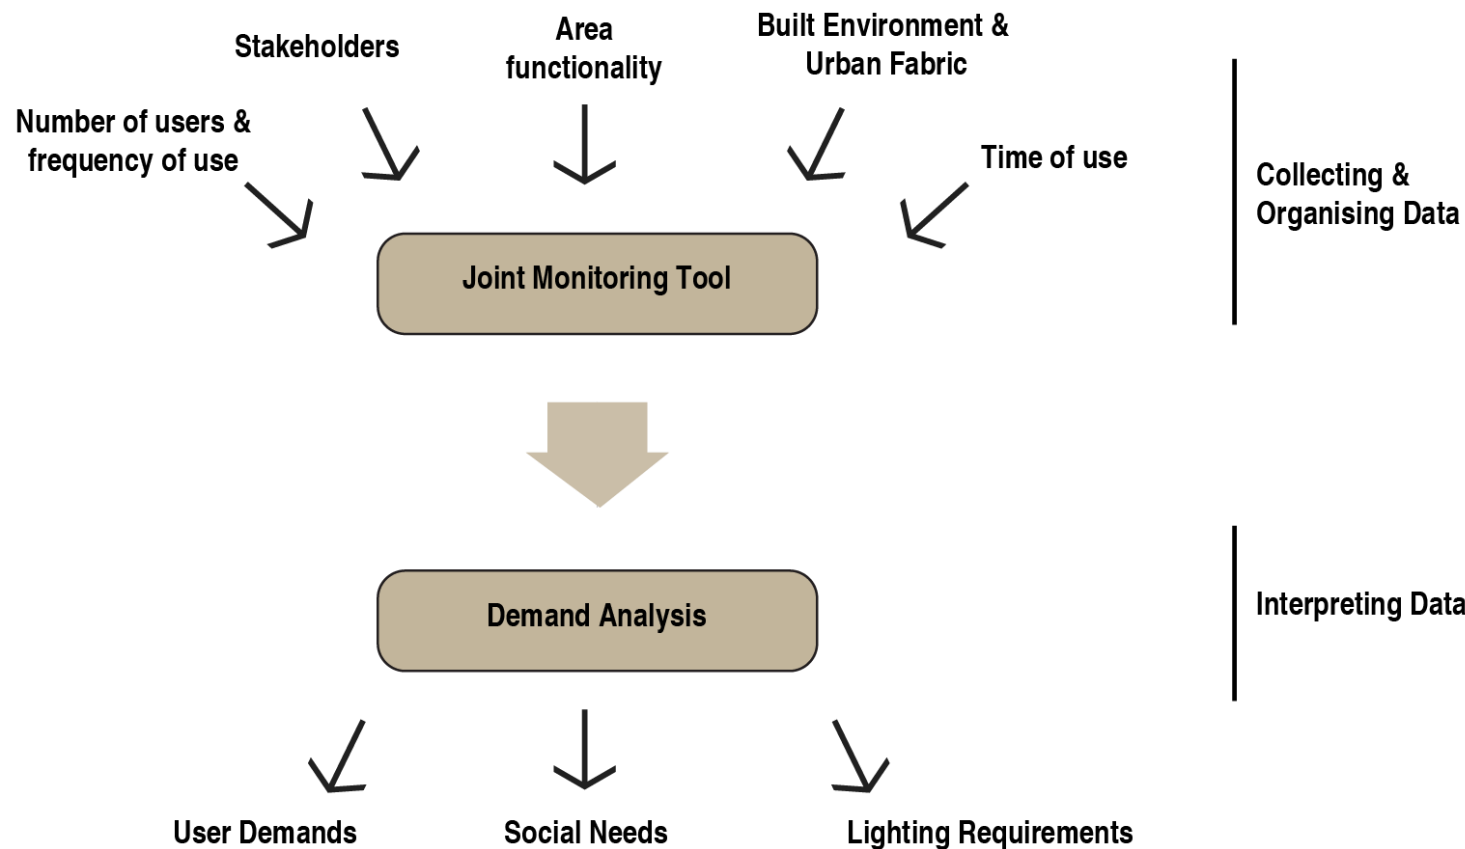 Stakeholders
Area
functionality
Built Environment &
Urban Fabric
Number of users &
frequency of use
Time of use
Collecting &
Organising Data
Joint Monitoring Tool
Demand Analysis
Interpreting Data
User Demands
Social Needs
Lighting Requirements